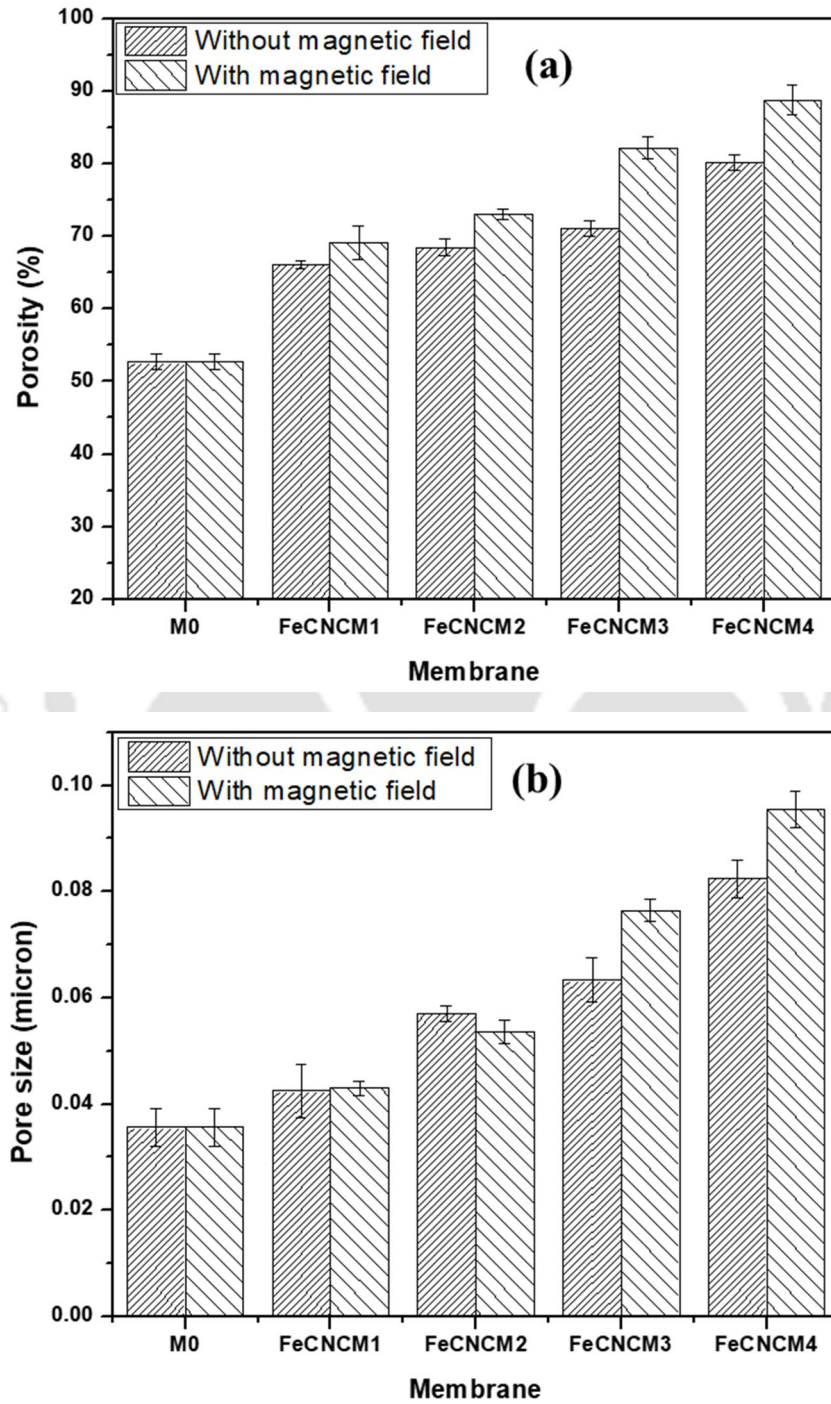 100
90
80
70
60
50
40
30
20
Porosity (%)
Without magnetic field
With magnetic field
(a)
M0 FeCNCM1 FeCNCM2 FeCNCM3 FeCNCM4
Membrane
0.10
0.08
0.06
0.04
0.02
0.00
Pore size (micron)
Without magnetic field
With magnetic field
(b)
M0 FeCNCM1 FeCNCM2 FeCNCM3 FeCNCM4
Membrane